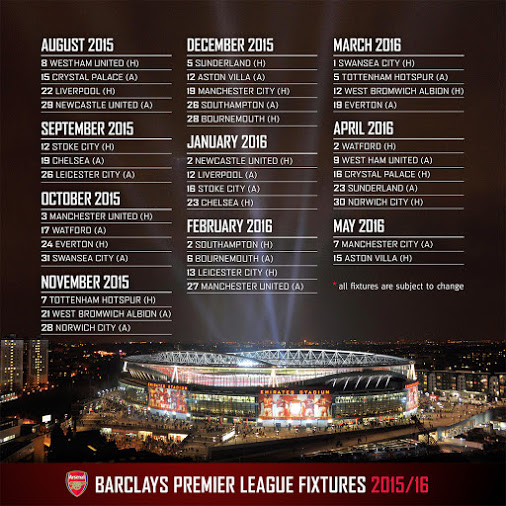 AUGUST 2015
8 WESTHAM UNITED (H)
15 CRYSTAL PALACE (A)
22 LIVERPOOL (H)
29 NEWCASTLE UNITED (A)
SEPTEMBER 2015
12 STOKE CITY (H)
19 CHELSEA (A)
26 LEICESTER CITY (A)
OCTOBER 2015
3 MANCHESTER UNITED (H)
17 WATFORD (A)
24 EVERTON (H)
31 SWANSEA CITY (A)
NOVEMBER 2015
7 TOTTENHAM HOTSPUR (H)
21 WEST BROMWICH ALBION (A)
28 NORWICH CITY (A)
DECEMBER 2015
5 SUNDERLAND (H)
12 ASTON VILLA (A)
19 MANCHESTER CITY (H)
26 SOUTHAMPTON (A)
28 BOURNEMOUTH (H)
JANUARY 2016
2 NEWCASTLE UNITED (H)
12 LIVERPOOL (A)
16 STOKE CITY (A)
23 CHELSEA (H)
FEBRUARY 2016
2 SOUTHAMPTON (H)
6 BOURNEMOUTH (A)
13 LEICESTER CITY (H)
27 MANCHESTER UNITED (A)
MARCH 2016
1 SWANSEA CITY (H)
5 TOTTENHAM HOTSPUR (A)
12 WEST BROMWICH ALBION (H)
19 EVERTON (A)
APRIL 2016
2 WATFORD (H)
9 WEST HAM UNITED (A)
16 CRYSTAL PALACE (H)
23 SUNDERLAND (A)
30 NORWICH CITY (H)
MAY 2016
7 MANCHESTER CITY (A)
15 ASTON VILLA (H)
* all fixtures are subject to change
EMIRATES STADIUM
Arsenal
BARCLAYS PREMIER LEAGUE FIXTURES 2015/16